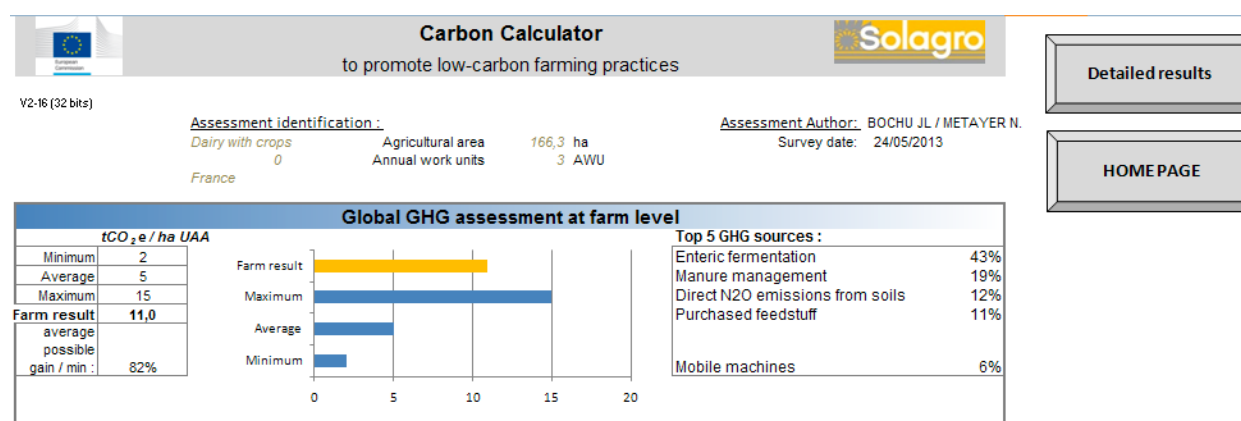 Carbon Calculator
to promote low-carbon farming practices
European
Commission
Solagro
Detailed results
HOME PAGE
V2-16 (32 bits)
Assessment identification :
Assessment Author: BOCHU JL / METAYER N.
Dairy with crops Agricultural area 166,3 ha Survey date: 24/05/2013
0 Annual work units 3 AWU
France
Global GHG assessment at farm level
tCO2e / ha UAA
Minimum 2
Average 5
Maximum 15
Farm result 11,0
average
possible
gain / min : 82%
Farm result
Maximum
Average
Minimum
0 5 10 15 20
Top 5 GHG sources :
Enteric fermentation 43%
Manure management 19%
Direct N2O emissions from soils 12%
Purchased feedstuff 11%
Mobile machines 6%